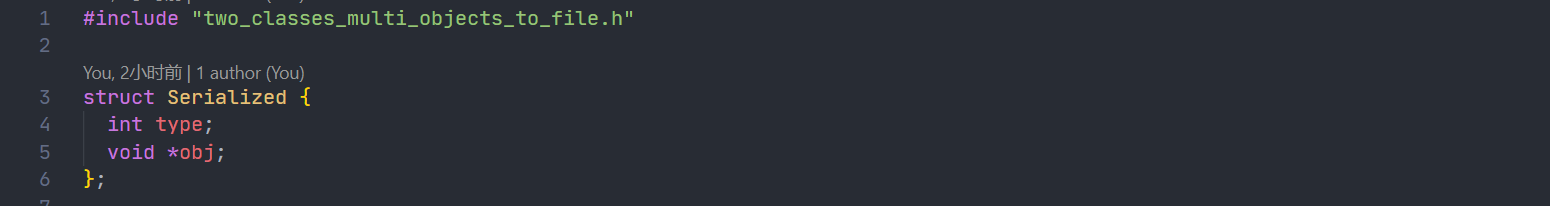 1 #include "two_classes_multi_objects_to_file.h"
2
You, 2小时前 | 1 author (You)
3 struct Serialized {
4   int type;
5   void *obj;
6 };
7